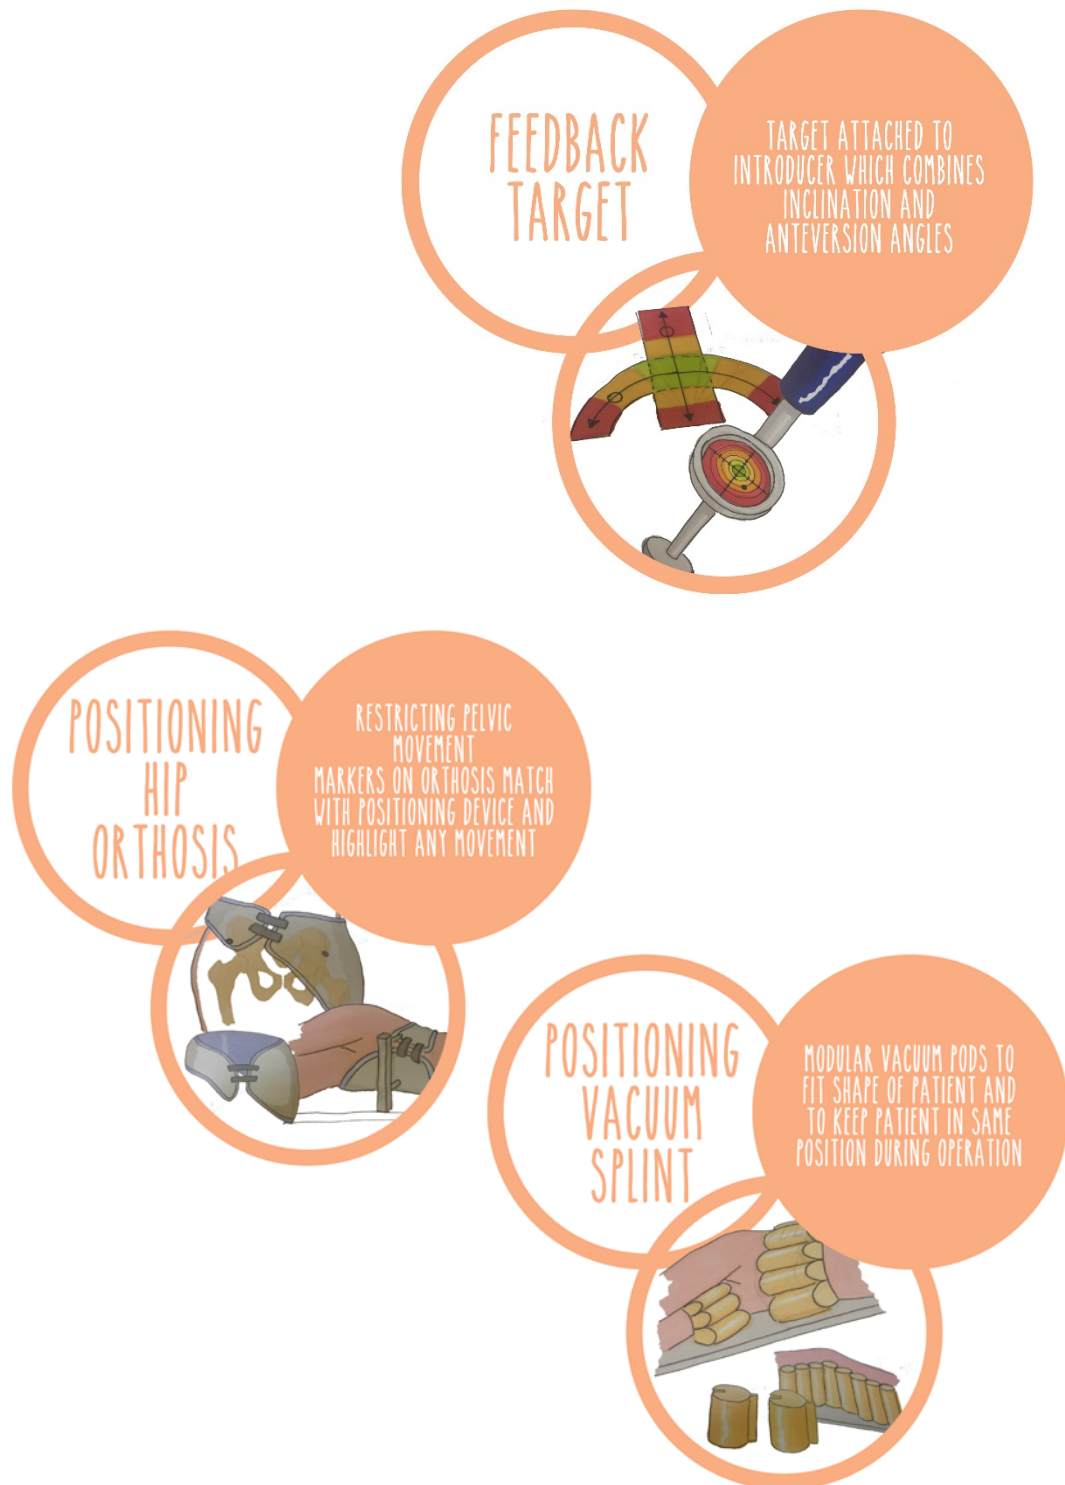 FEEDBACK
TARGET
TARGET ATTACHED TO
INTRODUCER WHICH COMBINES
INCLINATION AND
ANTEVERSION ANGLES
POSITIONING
HIP
ORTHOSIS
RESTRICTING PELVIC
MOVEMENT
MARKERS ON ORTHOSIS MATCH
WITH POSITIONING DEVICE AND
HIGHLIGHT ANY MOVEMENT
POSITIONING
VACUUM
SPLINT
MODULAR VACUUM PODS TO
FIT SHAPE OF PATIENT AND
TO KEEP PATIENT IN SAME
POSITION DURING OPERATION